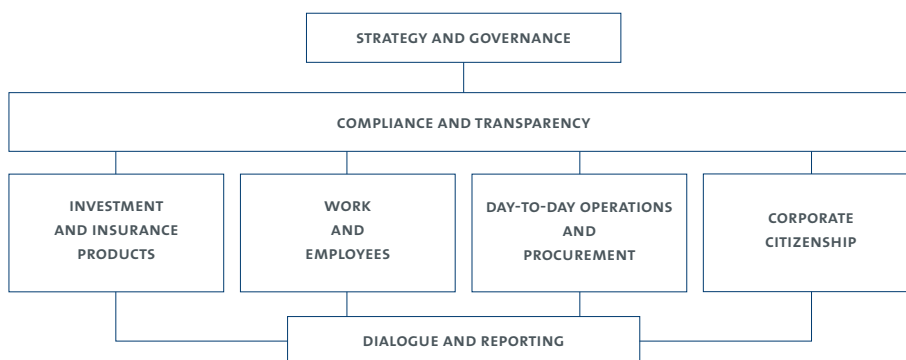 STRATEGY AND GOVERNANCE
COMPLIANCE AND TRANSPARENCY
INVESTMENT
AND INSURANCE
PRODUCTS
WORK
AND
EMPLOYEES
DAY-TO-DAY OPERATIONS
AND
PROCUREMENT
CORPORATE
CITIZENSHIP
DIALOGUE AND REPORTING